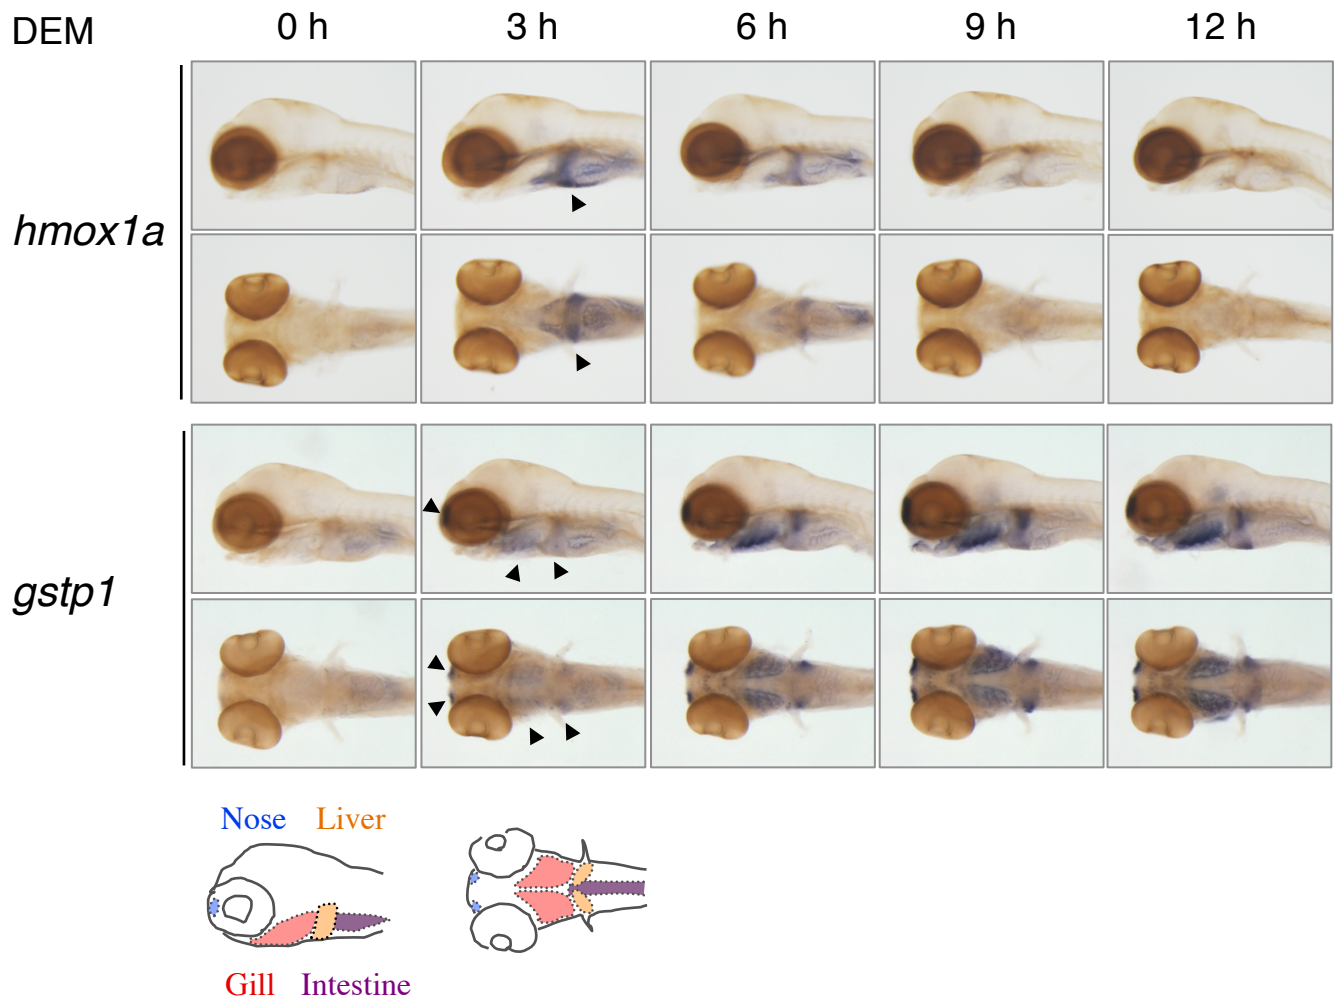 DEM 0 h 3 h 6 h 9 h 12 h
hmox1a
gstp1
Nose Liver
Gill Intestine